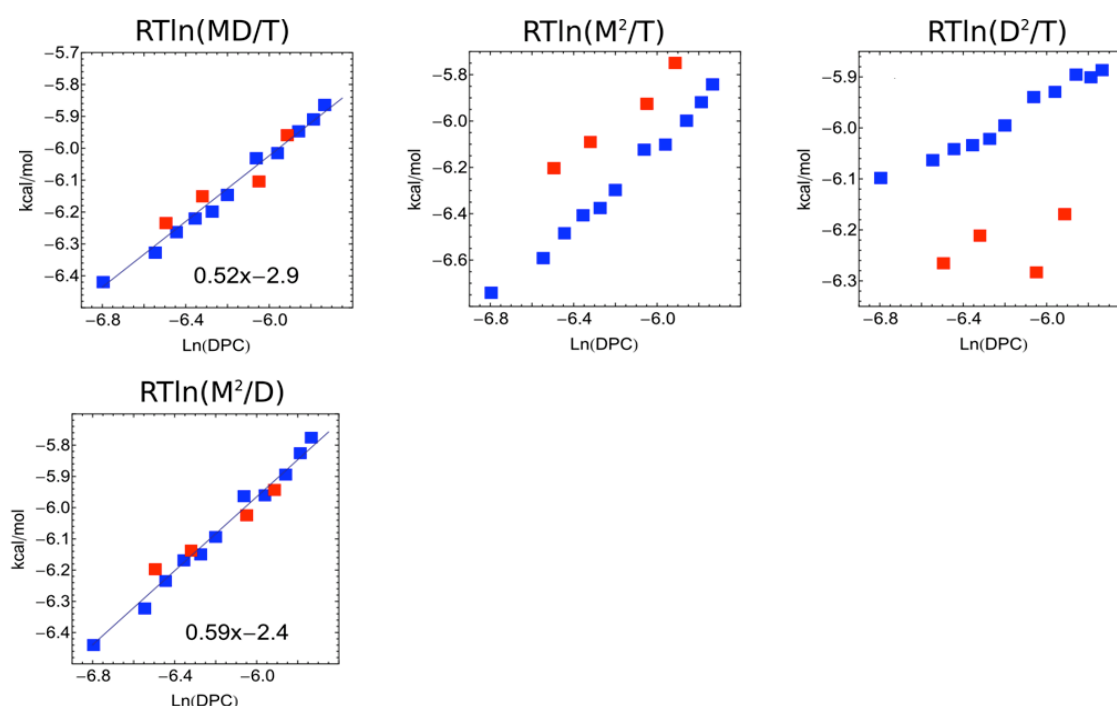 RTln(MD/T)
−5.7
−5.8
−5.9
−6.0
−6.1
−6.2
−6.3
−6.4
kcal/mol
0.52x−2.9
−6.8 −6.4 −6.0
Ln(DPC)
RTln(M²/T)
−5.8
−6.0
−6.2
−6.4
−6.6
kcal/mol
−6.8 −6.4 −6.0
Ln(DPC)
RTln(D²/T)
−5.9
−6.0
−6.1
−6.2
−6.3
kcal/mol
−6.8 −6.4 −6.0
Ln(DPC)
RTln(M²/D)
−5.8
−5.9
−6.0
−6.1
−6.2
−6.3
−6.4
kcal/mol
0.59x−2.4
−6.8 −6.4 −6.0
Ln(DPC)